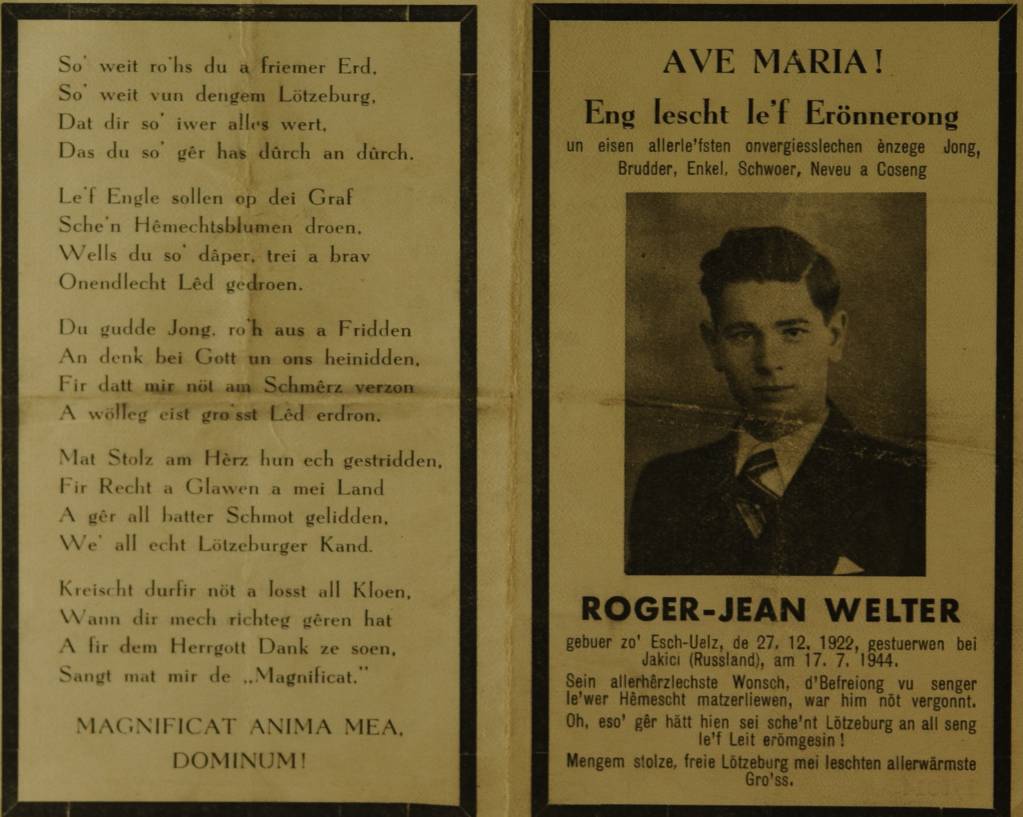 So' weit ro'hs du a friemer Erd,
So' weit vun dengem Lötzeburg,
Dat dir so' iwer alles wert,
Das du so' gêr has dûrch an dûrch.
Le'f Engle sollen op dei Graf
Sche'n Hêmechtsblumen droen,
Wells du so' dâper, trei a brav
Onendlecht Lêd gedroen.
Du gudde Jong, ro'h aus a Fridden
An denk bei Gott un ons heinidden,
Fir datt mir nöt am Schmêrz verzon
A wölleg eist gro'sst Lêd erdron.
Mat Stolz am Hèrz hun ech gestridden,
Fir Recht a Glawen a mei Land
A gêr all batter Schmot gelidden,
We' all echt Lötzeburger Kand.
Kreischt durfir nöt a losst all Kloen,
Wann dir mech richteg gêren hat
A fir dem Herrgott Dank ze soen,
Sangt mat mir de „Magnificat."
MAGNIFICAT ANIMA MEA,
DOMINUM!
AVE MARIA!
Eng lescht le'f Erönnerong
un eisen allerle'fsten onvergiesslechen ènzege Jong,
Brudder, Enkel, Schwoer, Neveu a Coseng
ROGER-JEAN WELTER
gebuer zo' Esch-Uelz, de 27. 12. 1922, gestuerwen bei
Jakici (Russland), am 17. 7. 1944.
Sein allerhêrzlechste Wonsch, d'Befreiong vu senger
le'wer Hêmescht matzerliewen, war him nöt vergonnt.
Oh, eso' gêr hätt hien sei sche'nt Lötzeburg an all seng
le'f Leit erömgesin!
Mengem stolze, freie Lötzeburg mei leschten allerwärmste
Gro'ss.